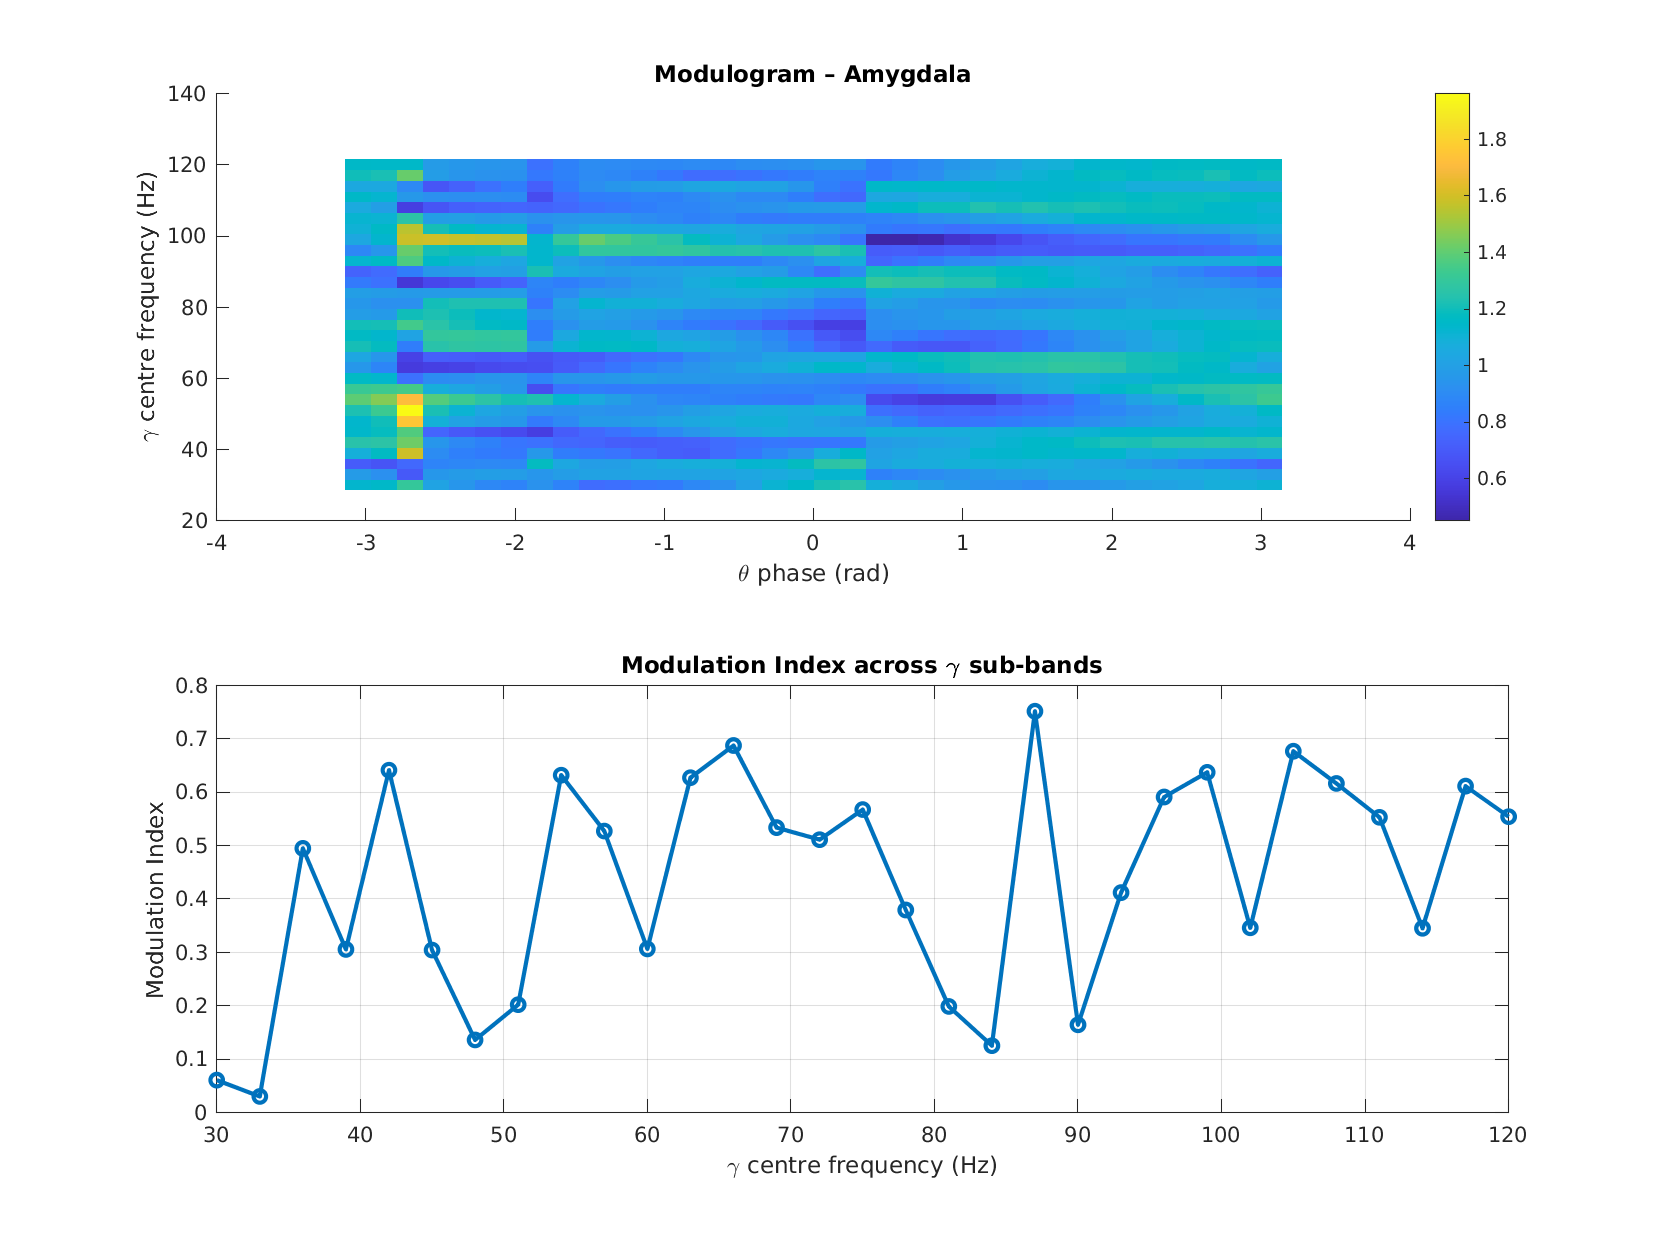 Modulogram – Amygdala
140
120
100
80
60
40
20
γ centre frequency (Hz)
-4 -3 -2 -1 0 1 2 3 4
θ phase (rad)
1.8
1.6
1.4
1.2
1
0.8
0.6
Modulation Index across γ sub-bands
0.8
0.7
0.6
0.5
0.4
0.3
0.2
0.1
0
Modulation Index
30 40 50 60 70 80 90 100 110 120
γ centre frequency (Hz)